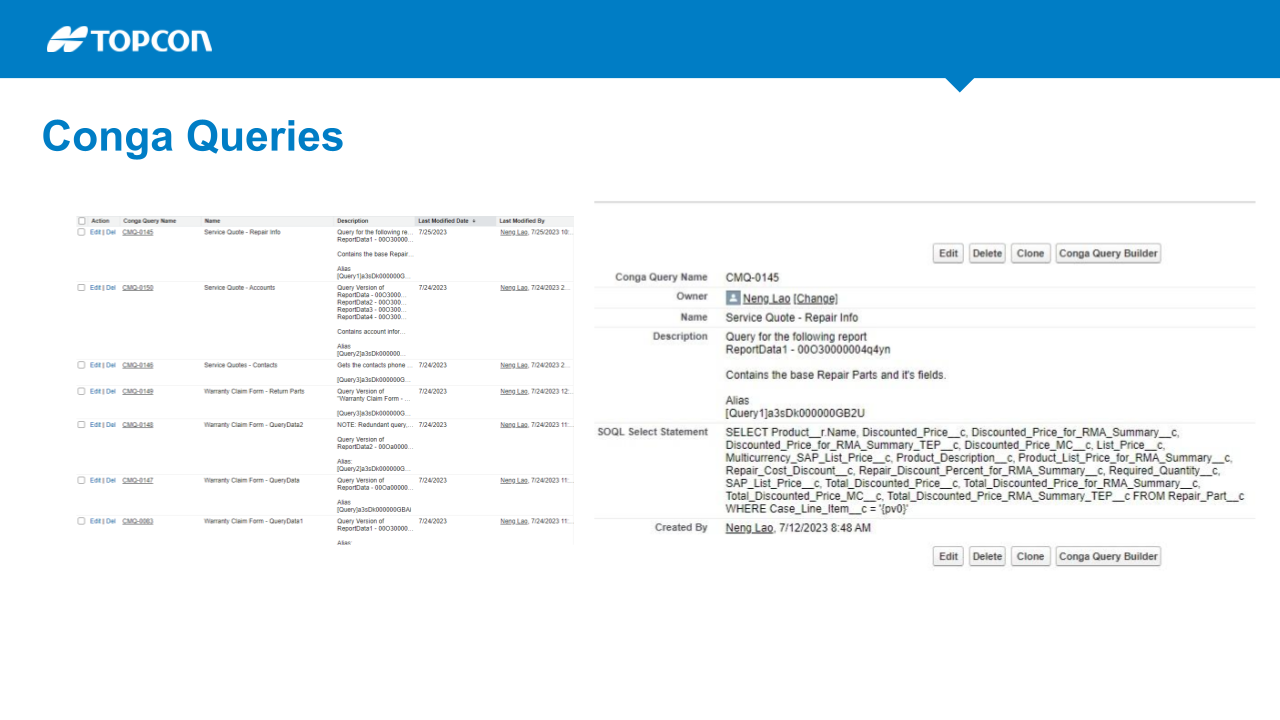 TOPCON
Conga Queries
Action Conga Query Name Name Description Last Modified Date Last Modified By
Edit | Del CMQ-0145 Service Quote - Repair Info Query for the following re... 7/25/2023 Neng Lao, 7/25/2023 10:...
ReportData1 - 00O30000...
Contains the base Repair...
Alias
[Query1]a3sDk000000G...
Edit | Del CMQ-0150 Service Quote - Accounts Query Version of 7/24/2023 Neng Lao, 7/24/2023 2...
ReportData - 00O3000...
ReportData2 - 00O300...
ReportData3 - 00O300...
ReportData4 - 00O300...
Contains account infor...
Alias
[Query2]a3sDk000000...
Edit | Del CMQ-0146 Service Quotes - Contacts Gets the contacts phone ... 7/24/2023 Neng Lao, 7/24/2023 2...
[Query3]a3sDk000000G...
Edit | Del CMQ-0149 Warranty Claim Form - Return Parts Query Version of 7/24/2023 Neng Lao, 7/24/2023 12:...
"Warranty Claim Form - ...
[Query3]a3sDk000000G...
Edit | Del CMQ-0148 Warranty Claim Form - QueryData2 NOTE: Redundant query,... 7/24/2023 Neng Lao, 7/24/2023 11:...
Query Version of
ReportData2 - 00Oa0000...
Alias:
[Query2]a3sDk000000G...
Edit | Del CMQ-0147 Warranty Claim Form - QueryData Query Version of 7/24/2023 Neng Lao, 7/24/2023 11:...
ReportData - 00Oa00000...
Alias
[Query]a3sDk000000GBAi
Edit | Del CMQ-0083 Warranty Claim Form - QueryData1 Query Version of 7/24/2023 Neng Lao, 7/24/2023 11:...
ReportData1 - 00O30000...
Alias:
Edit Delete Clone Conga Query Builder
Conga Query Name CMQ-0145
Owner Neng Lao [Change]
Name Service Quote - Repair Info
Description Query for the following report
ReportData1 - 00O30000004q4yn
Contains the base Repair Parts and it's fields.
Alias
[Query1]a3sDk000000GB2U
SOQL Select Statement SELECT Product__r.Name, Discounted_Price__c, Discounted_Price_for_RMA_Summary__c,
Discounted_Price_for_RMA_Summary_TEP__c, Discounted_Price_MC__c, List_Price__c,
Multicurrency_SAP_List_Price__c, Product_Description__c, Product_List_Price_for_RMA_Summary__c,
Repair_Cost_Discount__c, Repair_Discount_Percent_for_RMA_Summary__c, Required_Quantity__c,
SAP_List_Price__c, Total_Discounted_Price__c, Total_Discounted_Price_for_RMA_Summary__c,
Total_Discounted_Price_MC__c, Total_Discounted_Price_RMA_Summary_TEP__c FROM Repair_Part__c
WHERE Case_Line_Item__c = '{pv0}'
Created By Neng Lao, 7/12/2023 8:48 AM
Edit Delete Clone Conga Query Builder